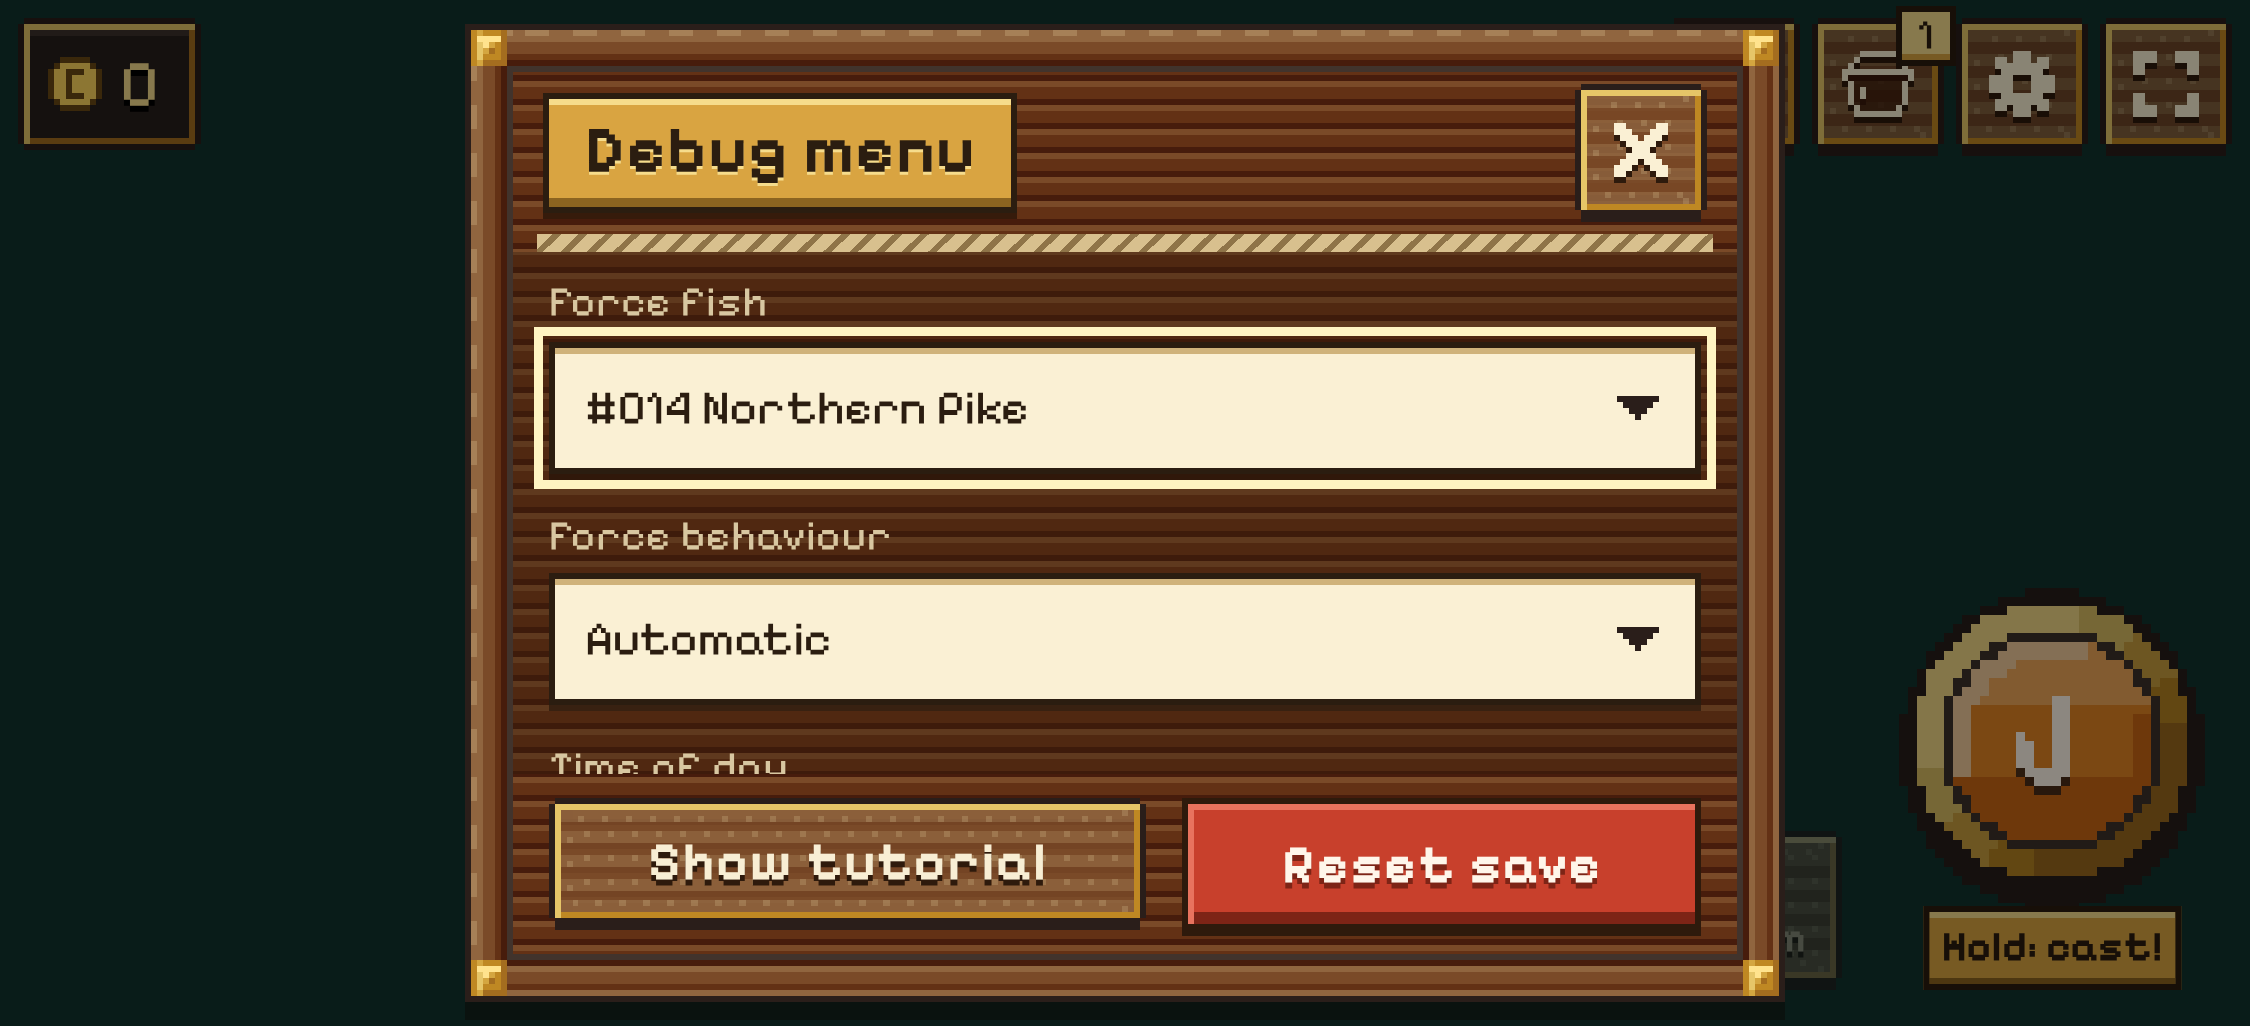 C 0
1
Debug menu
Force fish
#014 Northern Pike
Force behaviour
Automatic
Time of day
Show tutorial
Reset save
Hold: cast!